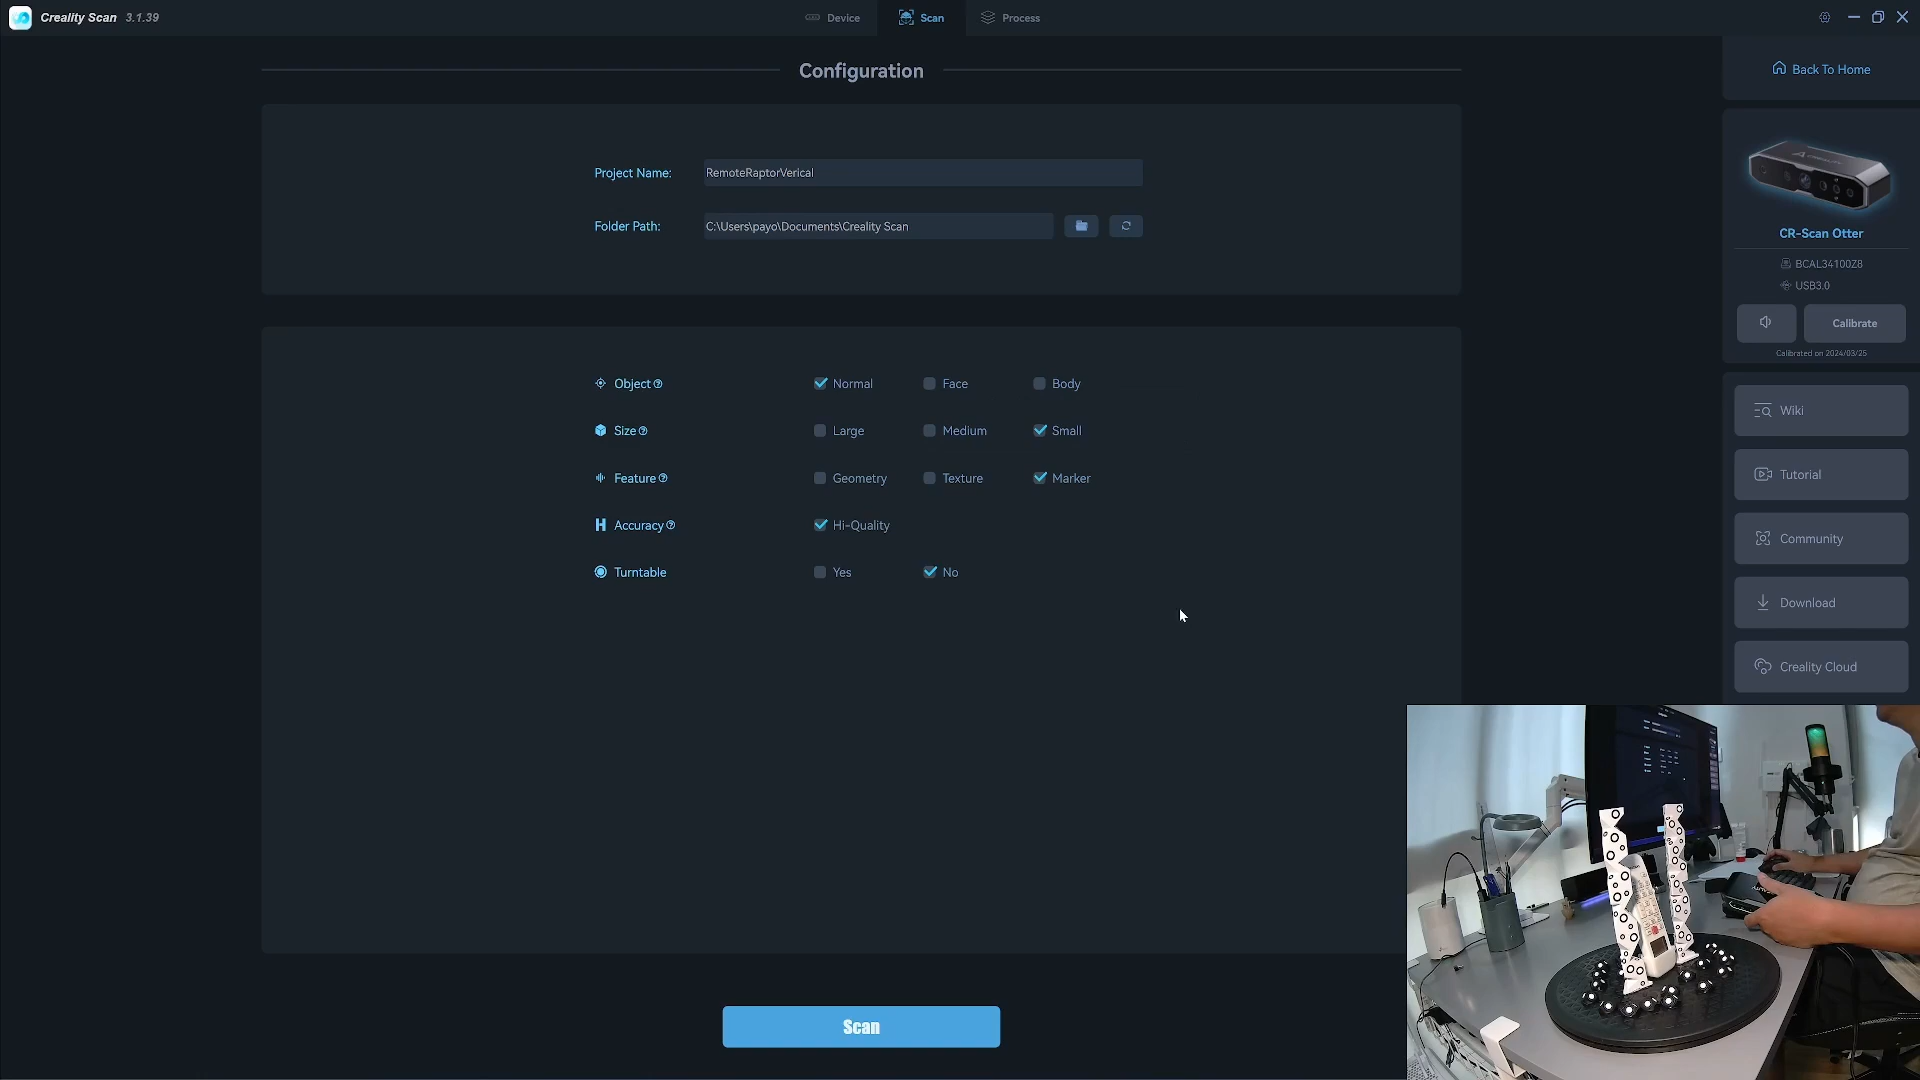 Creality Scan 3.1.39
Device
Scan
Process
Configuration
Back To Home
Project Name:
RemoteRaptorVerical
Folder Path:
C:\Users\payo\Documents\Creality Scan
CR-Scan Otter
BCAL34100Z8
USB3.0
Calibrate
Calibrated on 2024/03/25
Object
Normal
Face
Body
Size
Large
Medium
Small
Feature
Geometry
Texture
Marker
Accuracy
Hi-Quality
Turntable
Yes
No
Wiki
Tutorial
Community
Download
Creality Cloud
Scan